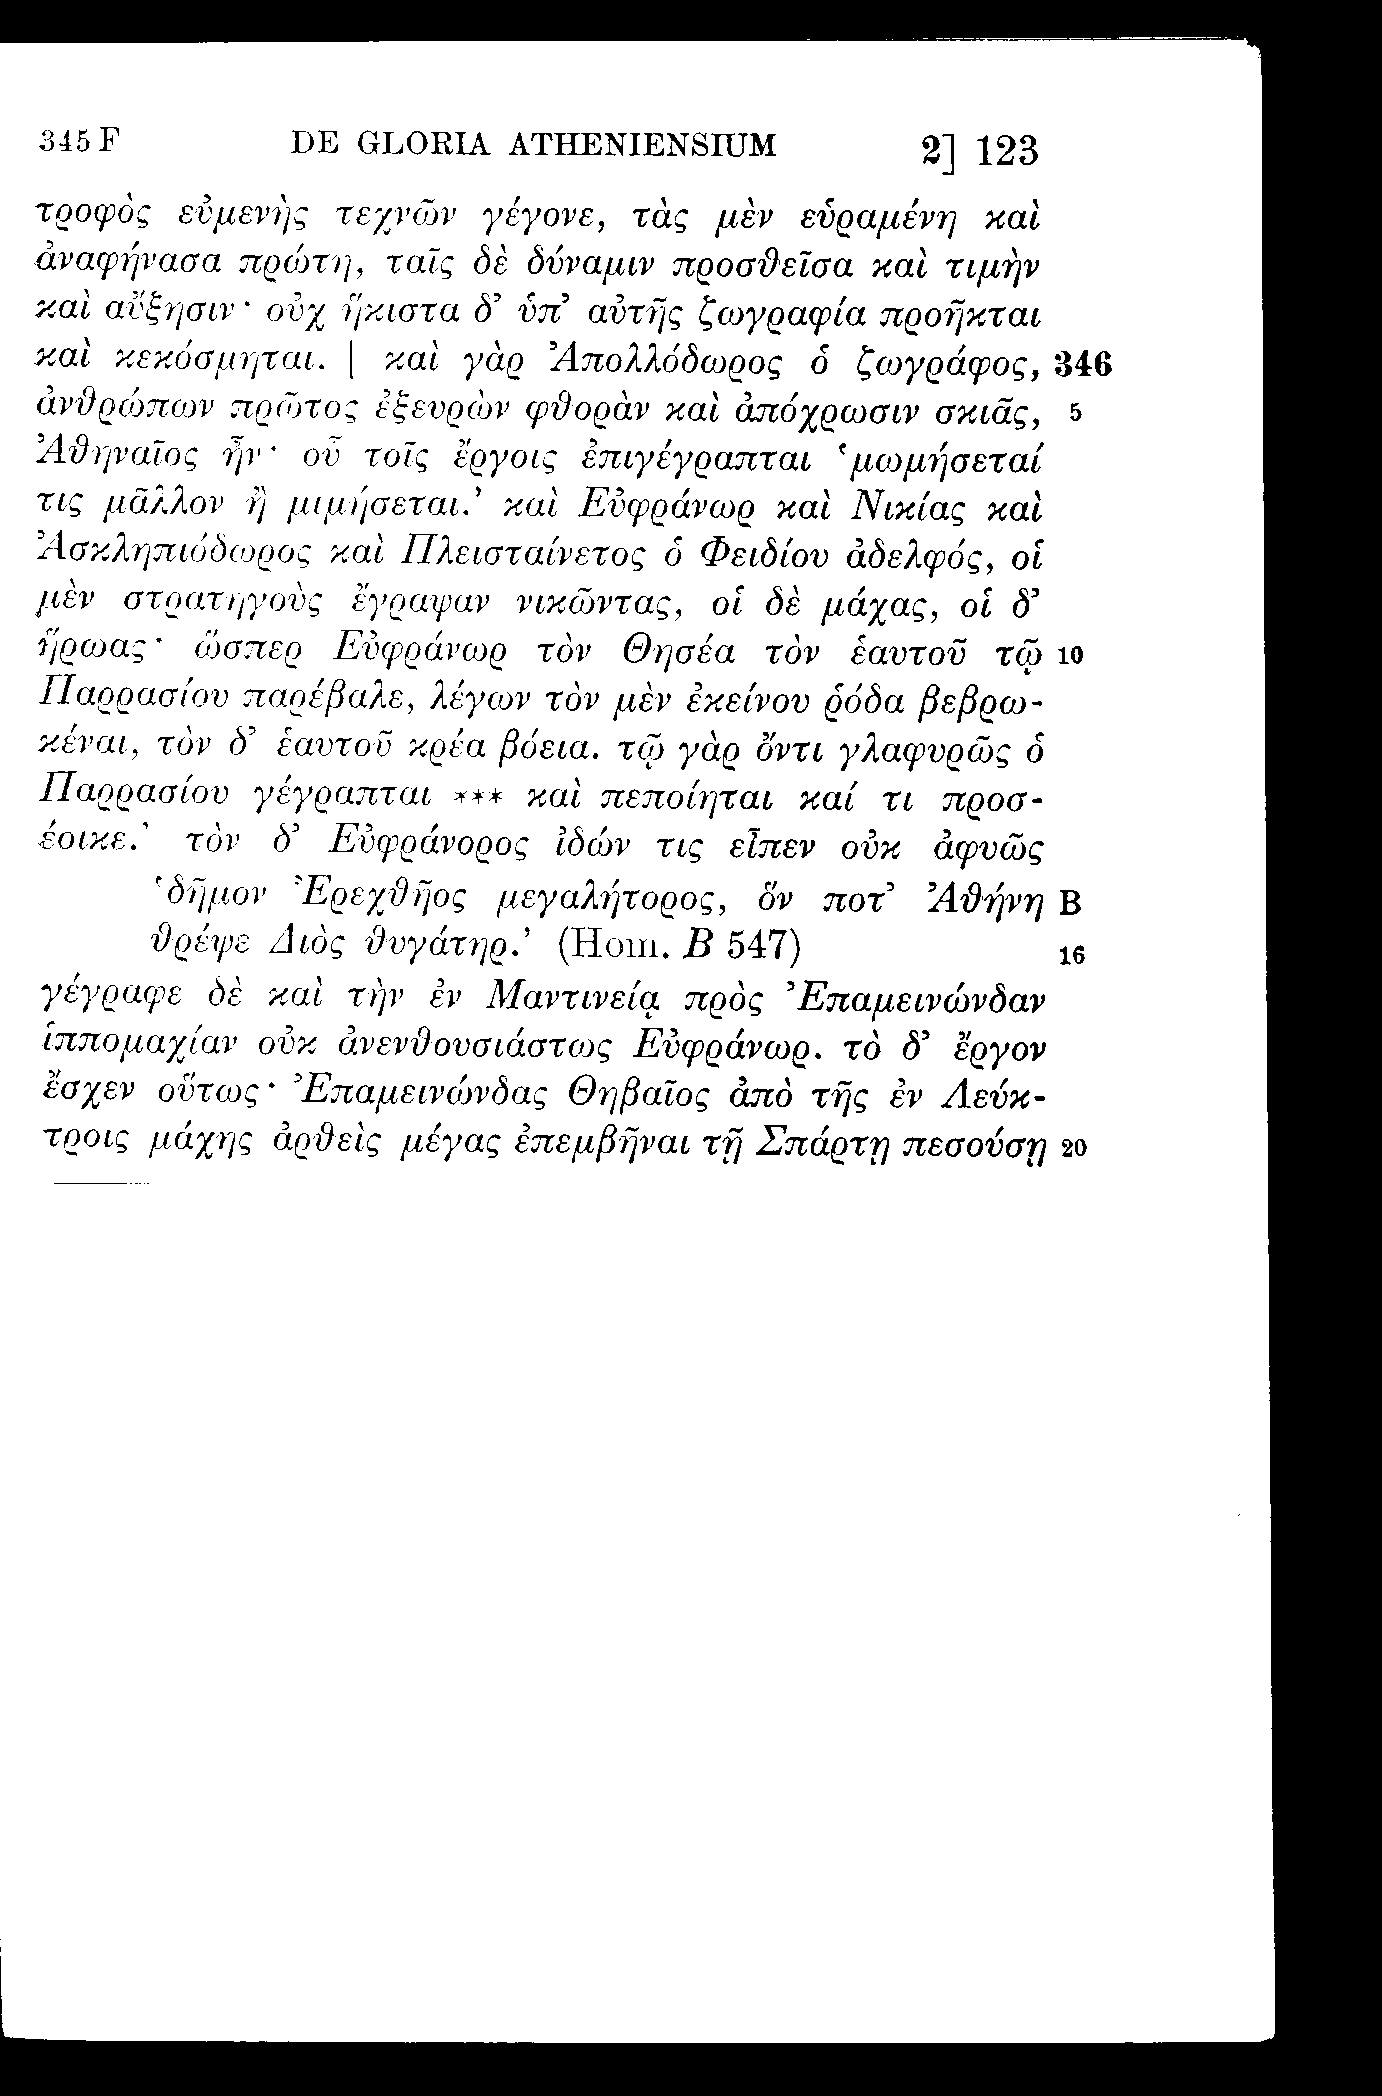 345 F DE GLORIA ATHENIENSIUM 2] 123
τροφὸς εὐμενὴς τεχνῶν γέγονε, τὰς μὲν εὑραμένη καὶ
ἀναφήνασα πρώτη, ταῖς δὲ δύναμιν προσθεῖσα καὶ τιμὴν
καὶ αὔξησιν· οὐχ ἥκιστα δ’ ὑπ’ αὐτῆς ζωγραφία προῆκται
καὶ κεκόσμηται. | καὶ γὰρ Ἀπολλόδωρος ὁ ζωγράφος, 346
ἀνθρώπων πρῶτος ἐξευρὼν φθορὰν καὶ ἀπόχρωσιν σκιᾶς, 5
Ἀθηναῖος ἦν· οὗ τοῖς ἔργοις ἐπιγέγραπται ‘μωμήσεταί
τις μᾶλλον ἢ μιμήσεται.’ καὶ Εὐφράνωρ καὶ Νικίας καὶ
Ἀσκληπιόδωρος καὶ Πλεισταίνετος ὁ Φειδίου ἀδελφός, οἱ
μὲν στρατηγοὺς ἔγραψαν νικῶντας, οἱ δὲ μάχας, οἱ δ’
ἥρωας· ὥσπερ Εὐφράνωρ τὸν Θησέα τὸν ἑαυτοῦ τῷ 10
Παρρασίου παρέβαλε, λέγων τὸν μὲν ἐκείνου ῥόδα βεβρω-
κέναι, τὸν δ’ ἑαυτοῦ κρέα βόεια. τῷ γὰρ ὄντι γλαφυρῶς ὁ
Παρρασίου γέγραπται *** καὶ πεποίηται καί τι προσ-
έοικε.’ τὸν δ’ Εὐφράνορος ἰδών τις εἶπεν οὐκ ἀφυῶς
‘δῆμον Ἐρεχθῆος μεγαλήτορος, ὅν ποτ’ Ἀθήνη B
θρέψε Διὸς θυγάτηρ.’ (Hom. B 547) 16
γέγραφε δὲ καὶ τὴν ἐν Μαντινείᾳ πρὸς Ἐπαμεινώνδαν
ἱππομαχίαν οὐκ ἀνενθουσιάστως Εὐφράνωρ. τὸ δ’ ἔργον
ἔσχεν οὕτως· Ἐπαμεινώνδας Θηβαῖος ἀπὸ τῆς ἐν Λεύκ-
τροις μάχης ἀρθεὶς μέγας ἐπεμβῆναι τῇ Σπάρτῃ πεσούσῃ 20